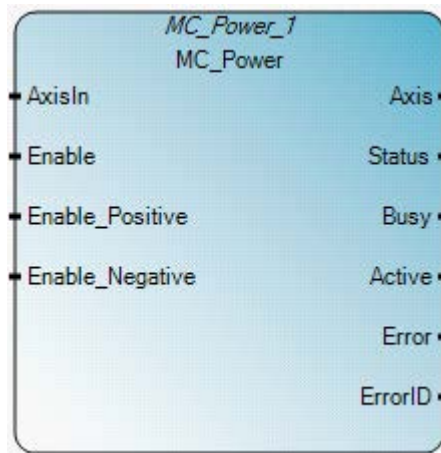 MC_Power_1
MC_Power
AxisIn Axis
Enable Status
Enable_Positive Busy
Enable_Negative Active
Error
ErrorID